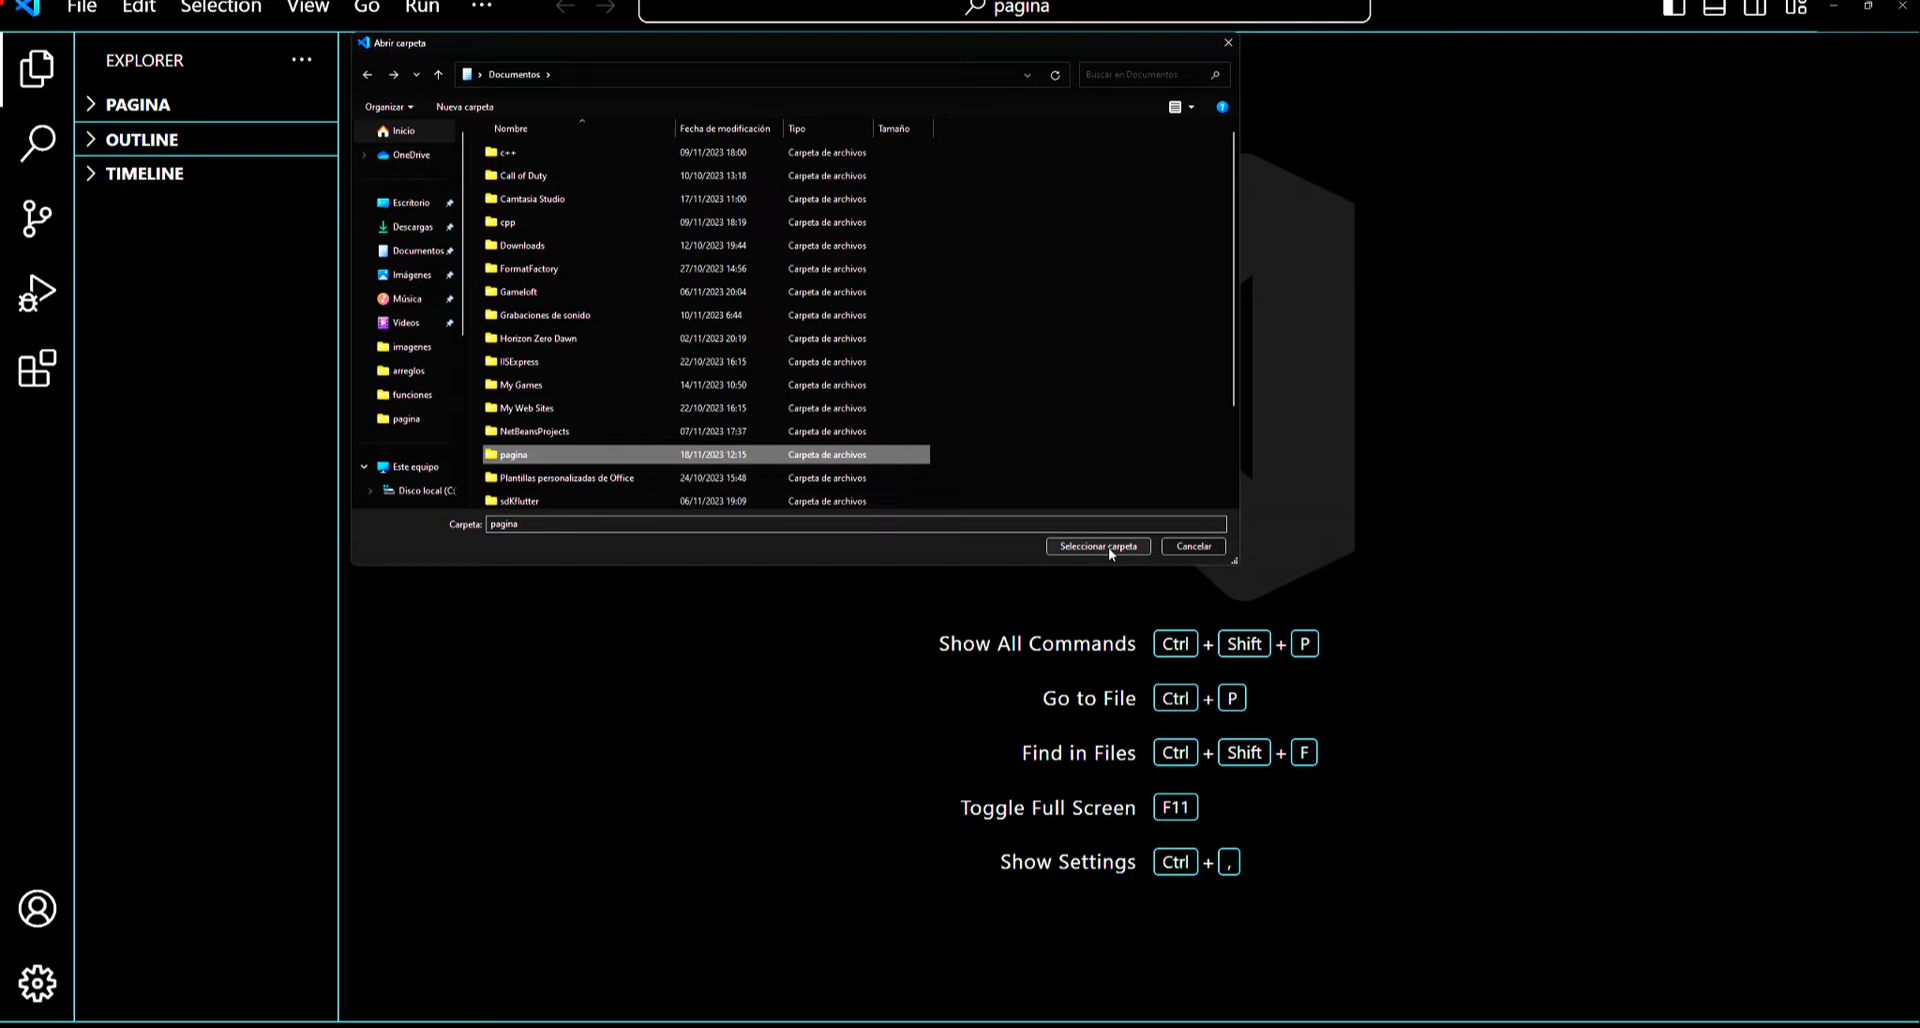 File Edit Selection View Go Run ···
pagina
EXPLORER ···
PAGINA
OUTLINE
TIMELINE
Abrir carpeta
Documentos
Buscar en Documentos
Organizar Nueva carpeta
Inicio
OneDrive
Escritorio
Descargas
Documentos
Imágenes
Música
Videos
imagenes
arreglos
funciones
pagina
Este equipo
Disco local (C:
Nombre Fecha de modificación Tipo Tamaño
c++ 09/11/2023 18:00 Carpeta de archivos
Call of Duty 10/10/2023 13:18 Carpeta de archivos
Camtasia Studio 17/11/2023 11:00 Carpeta de archivos
cpp 09/11/2023 18:19 Carpeta de archivos
Downloads 12/10/2023 19:44 Carpeta de archivos
FormatFactory 27/10/2023 14:56 Carpeta de archivos
Gameloft 06/11/2023 20:04 Carpeta de archivos
Grabaciones de sonido 10/11/2023 6:44 Carpeta de archivos
Horizon Zero Dawn 02/11/2023 20:19 Carpeta de archivos
IISExpress 22/10/2023 16:15 Carpeta de archivos
My Games 14/11/2023 10:50 Carpeta de archivos
My Web Sites 22/10/2023 16:15 Carpeta de archivos
NetBeansProjects 07/11/2023 17:37 Carpeta de archivos
pagina 18/11/2023 12:15 Carpeta de archivos
Plantillas personalizadas de Office 24/10/2023 15:48 Carpeta de archivos
sdKflutter 06/11/2023 19:09 Carpeta de archivos
Carpeta: pagina
Seleccionar carpeta Cancelar
Show All Commands Ctrl + Shift + P
Go to File Ctrl + P
Find in Files Ctrl + Shift + F
Toggle Full Screen F11
Show Settings Ctrl + ,